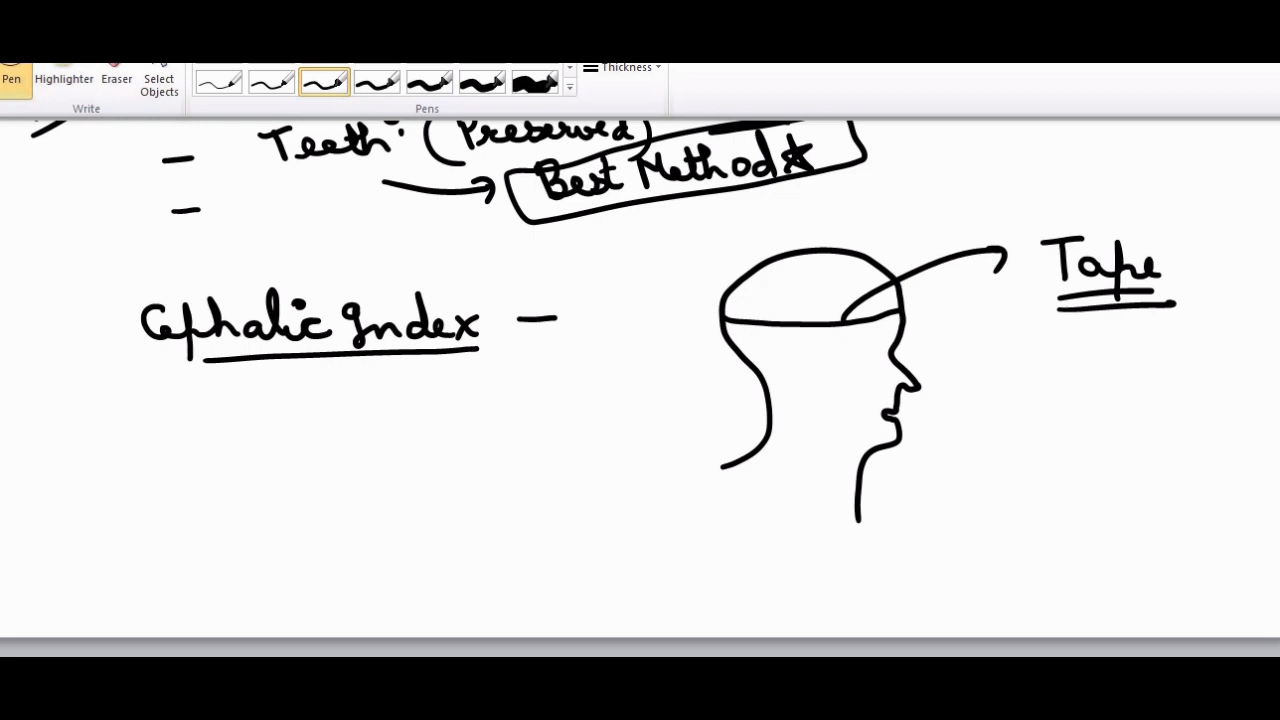 Pen
Highlighter
Eraser
Select
Objects
Thickness
Write
Pens
Teeth: (Preserved)
Best Method
Cephalic Index -
Tape